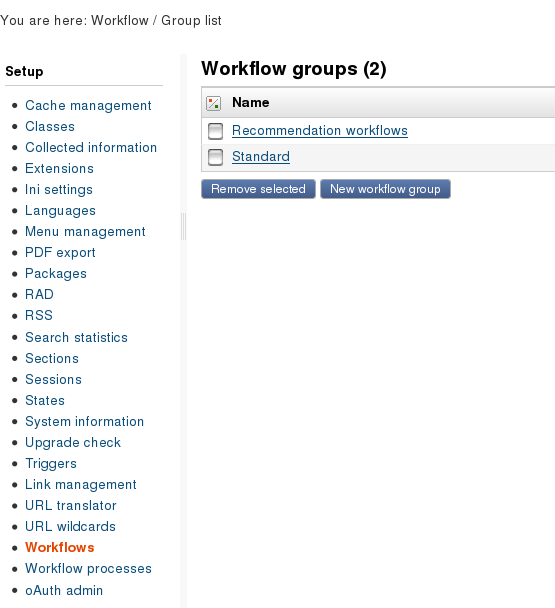 You are here: Workflow / Group list
Setup
Cache management
Classes
Collected information
Extensions
Ini settings
Languages
Menu management
PDF export
Packages
RAD
RSS
Search statistics
Sections
Sessions
States
System information
Upgrade check
Triggers
Link management
URL translator
URL wildcards
Workflows
Workflow processes
oAuth admin
Workflow groups (2)
Name
Recommendation workflows
Standard
Remove selected New workflow group